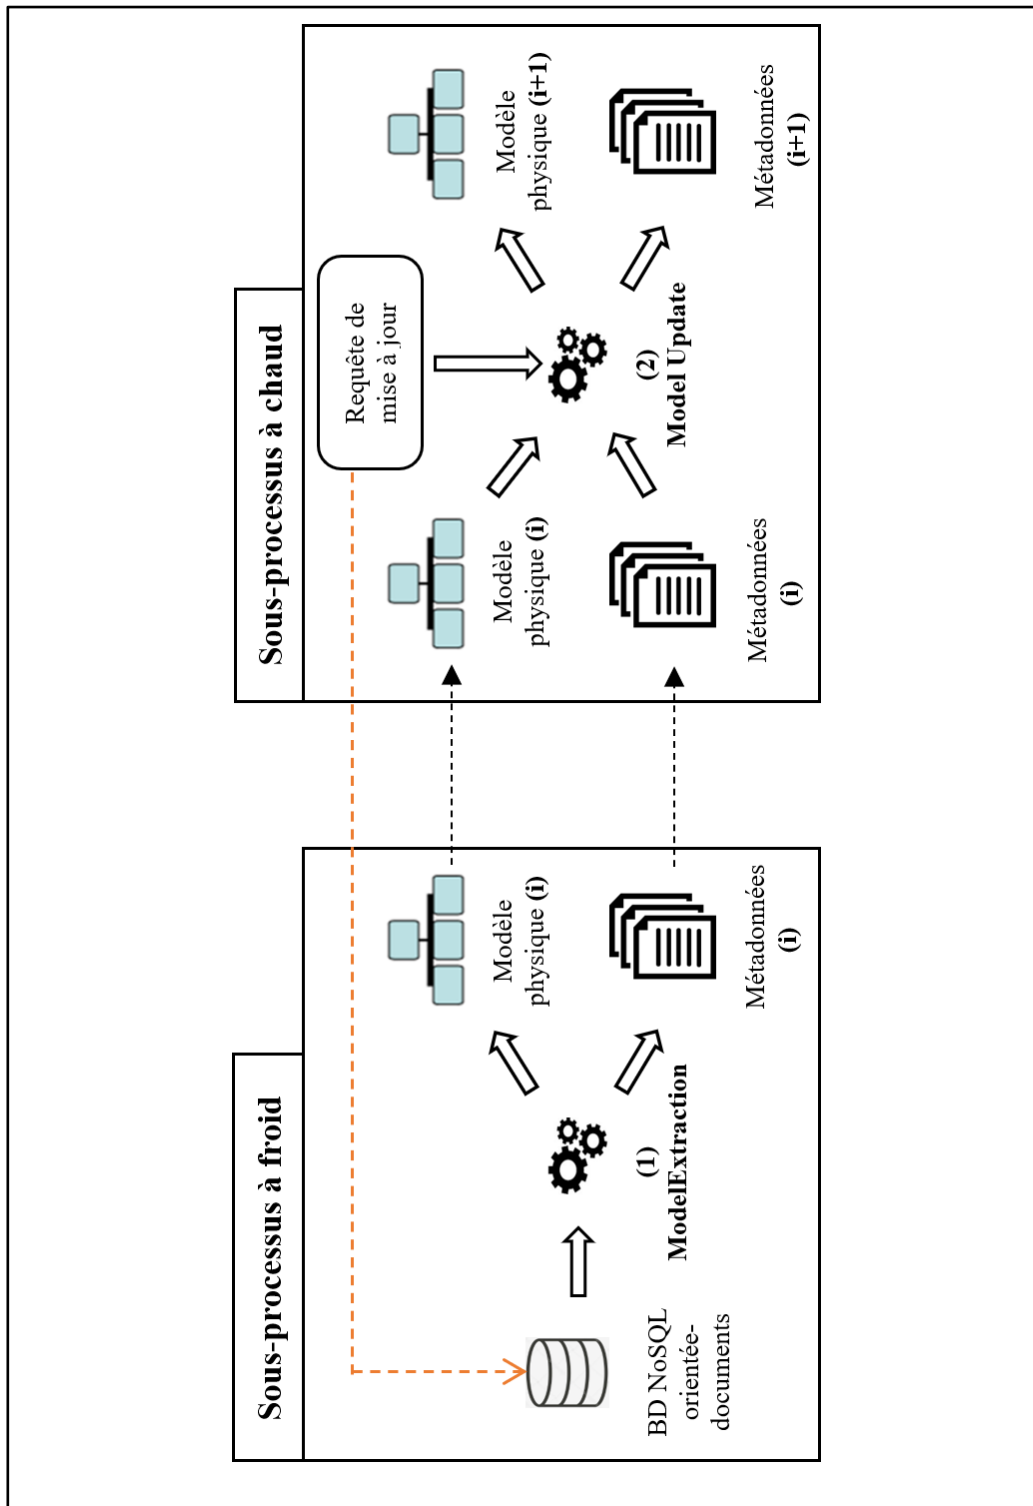 Sous-processus à froid
BD NoSQL
orientée-
documents
(1)
ModelExtraction
Modèle
physique (i)
Métadonnées
(i)
Sous-processus à chaud
Requête de
mise à jour
Modèle
physique (i)
Métadonnées
(i)
(2)
Model Update
Modèle
physique (i+1)
Métadonnées
(i+1)